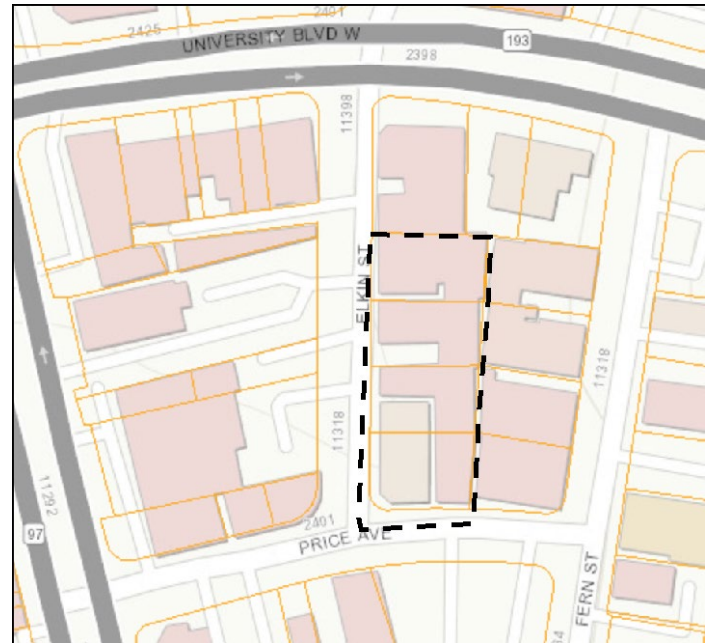 2401
2425
UNIVERSITY BLVD W
193
2398
11398
ELKIN ST
11318
11318
11292
97
2401
PRICE AVE
FERN ST